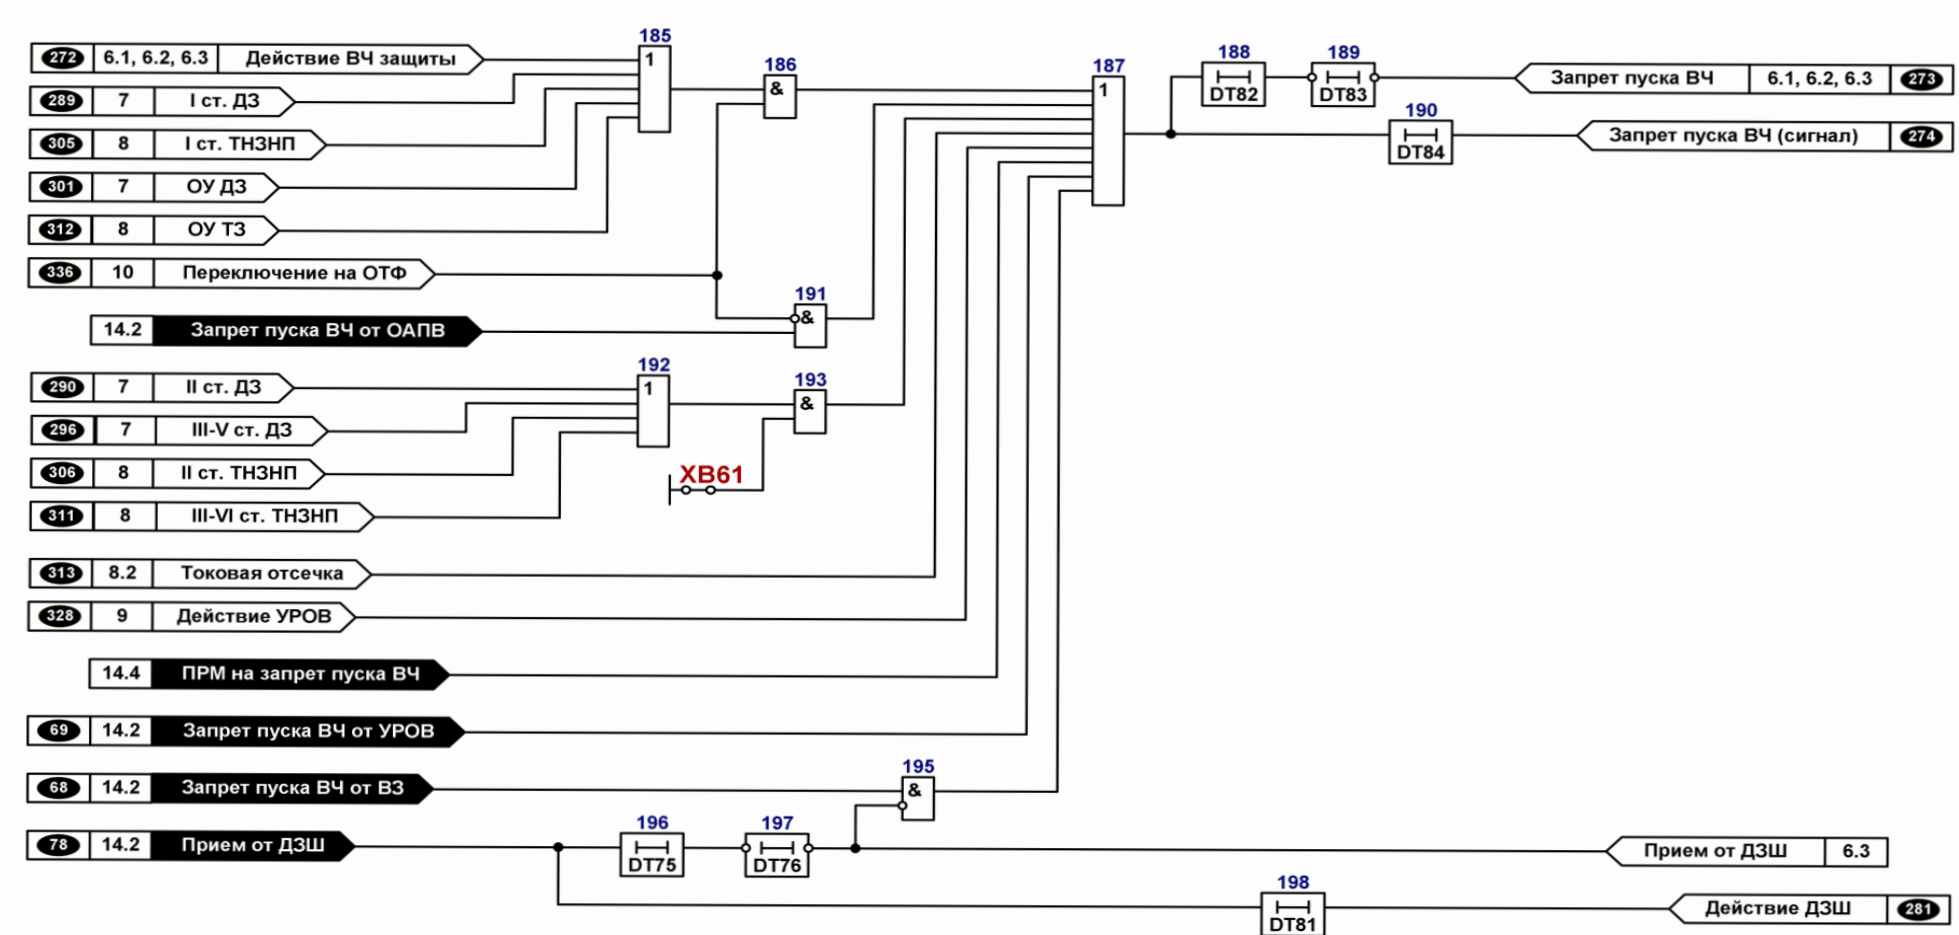 185
272 6.1, 6.2, 6.3 Действие ВЧ защиты
1
289 7 I ст. ДЗ
305 8 I ст. ТНЗНП
301 7 ОУ ДЗ
312 8 ОУ ТЗ
336 10 Переключение на ОТФ
186
&
187
1
188
DT82
189
DT83
Запрет пуска ВЧ 6.1, 6.2, 6.3 273
190
DT84
Запрет пуска ВЧ (сигнал) 274
14.2 Запрет пуска ВЧ от ОАПВ
191
&
290 7 II ст. ДЗ
296 7 III-V ст. ДЗ
306 8 II ст. ТНЗНП
311 8 III-VI ст. ТНЗНП
192
1
193
&
XB61
313 8.2 Токовая отсечка
328 9 Действие УРОВ
14.4 ПРМ на запрет пуска ВЧ
69 14.2 Запрет пуска ВЧ от УРОВ
68 14.2 Запрет пуска ВЧ от ВЗ
195
&
78 14.2 Прием от ДЗШ
196
DT75
197
DT76
Прием от ДЗШ 6.3
198
DT81
Действие ДЗШ 281